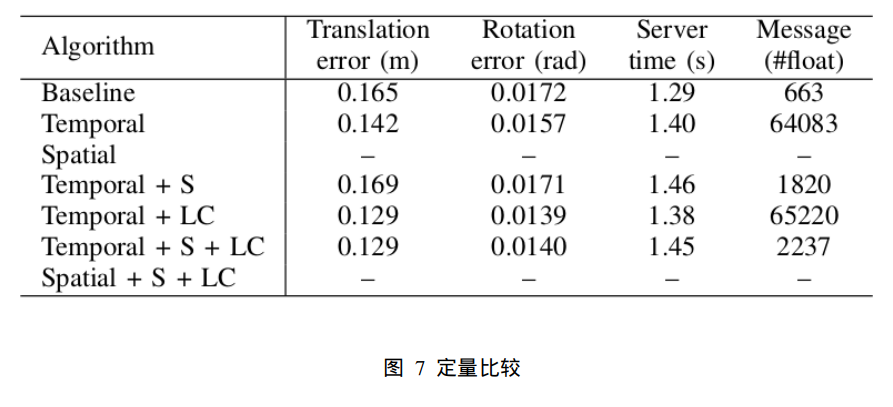 Algorithm Translation error (m) Rotation error (rad) Server time (s) Message (#float)
Baseline 0.165 0.0172 1.29 663
Temporal 0.142 0.0157 1.40 64083
Spatial – – – –
Temporal + S 0.169 0.0171 1.46 1820
Temporal + LC 0.129 0.0139 1.38 65220
Temporal + S + LC 0.129 0.0140 1.45 2237
Spatial + S + LC – – – –
图 7 定量比较